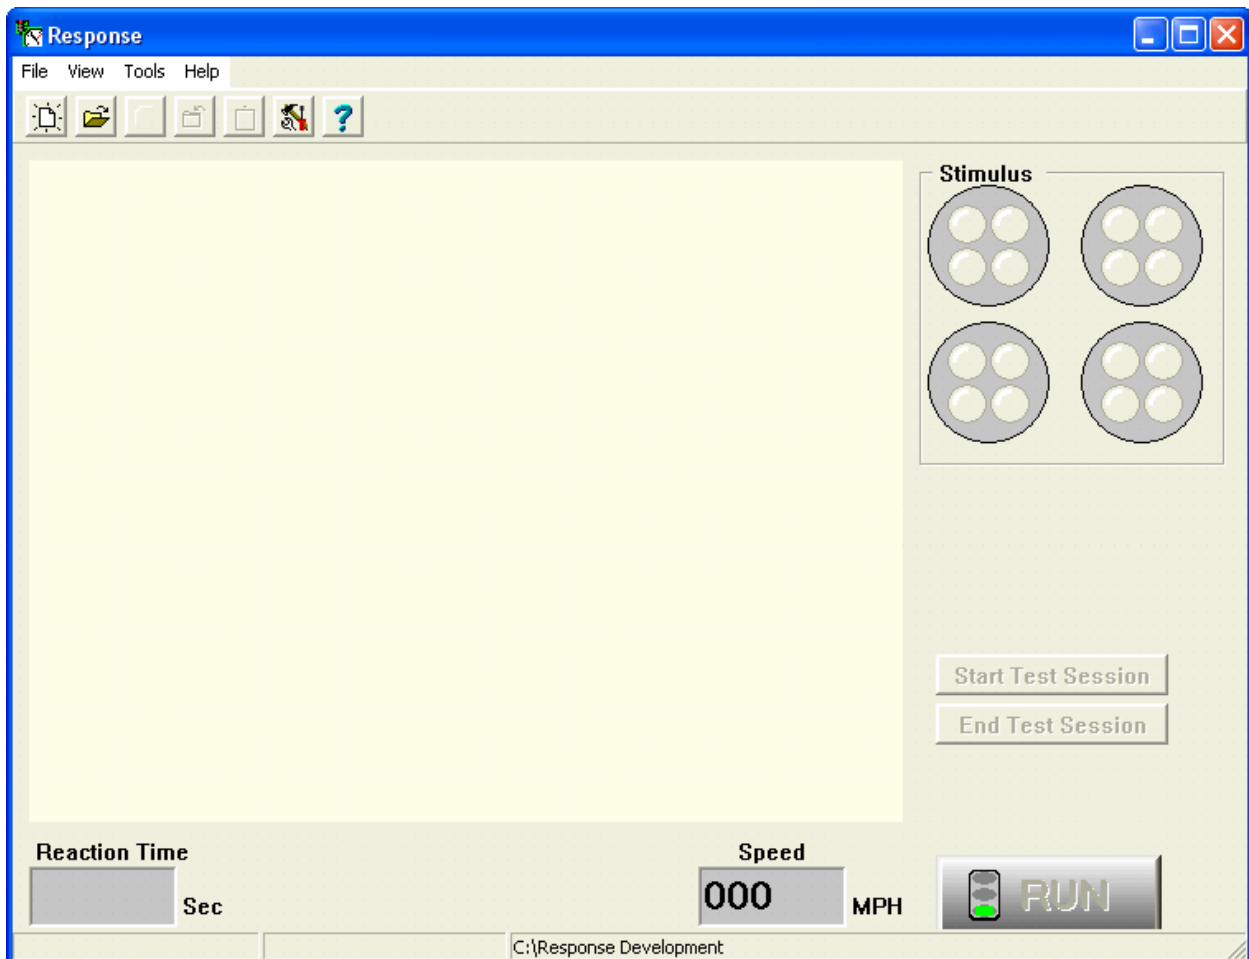 Response
File View Tools Help
Stimulus
Start Test Session
End Test Session
Reaction Time
Sec
Speed
000
MPH
RUN
C:\Response Development